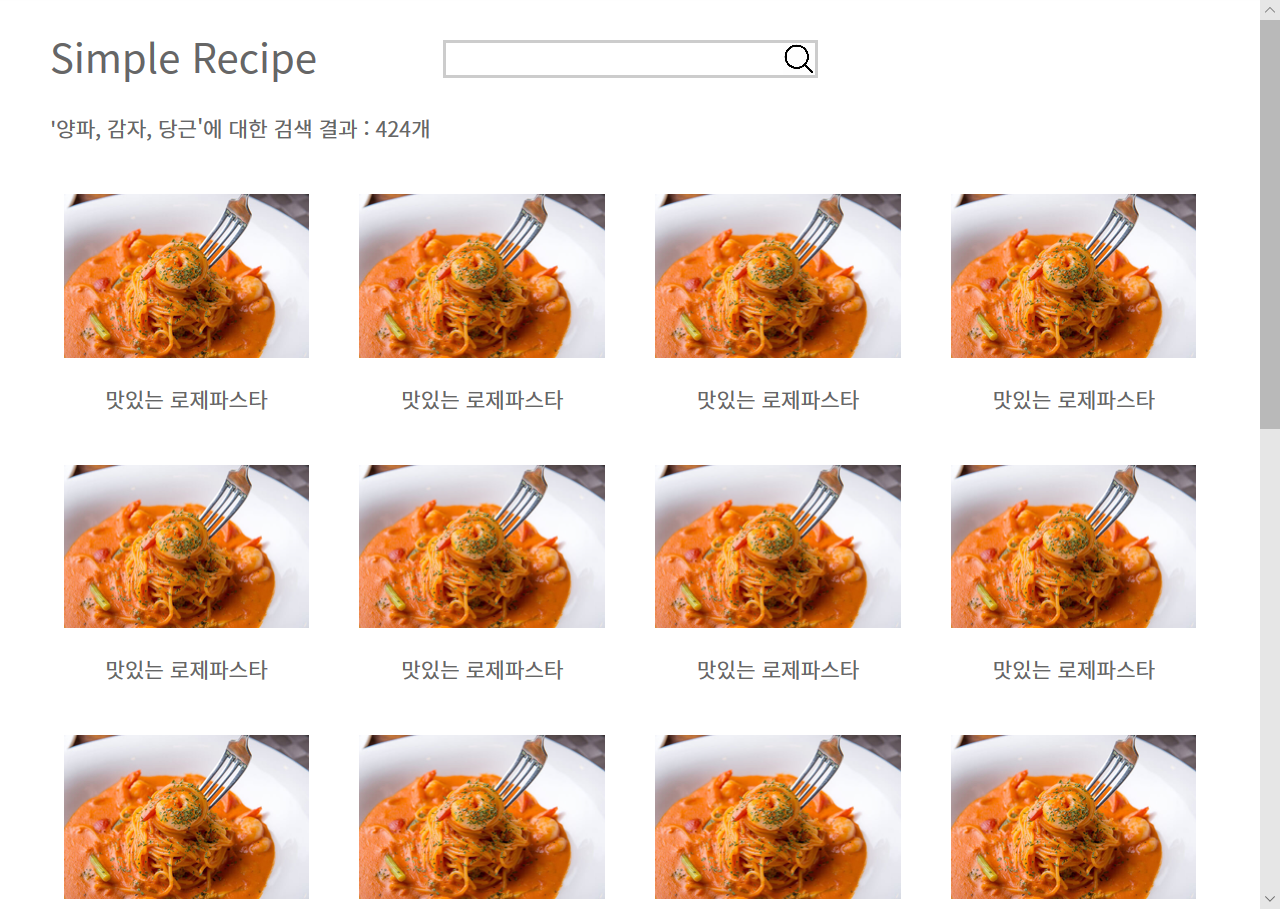 Simple Recipe
'양파, 감자, 당근'에 대한 검색 결과 : 424개
맛있는 로제파스타 맛있는 로제파스타 맛있는 로제파스타 맛있는 로제파스타
맛있는 로제파스타 맛있는 로제파스타 맛있는 로제파스타 맛있는 로제파스타